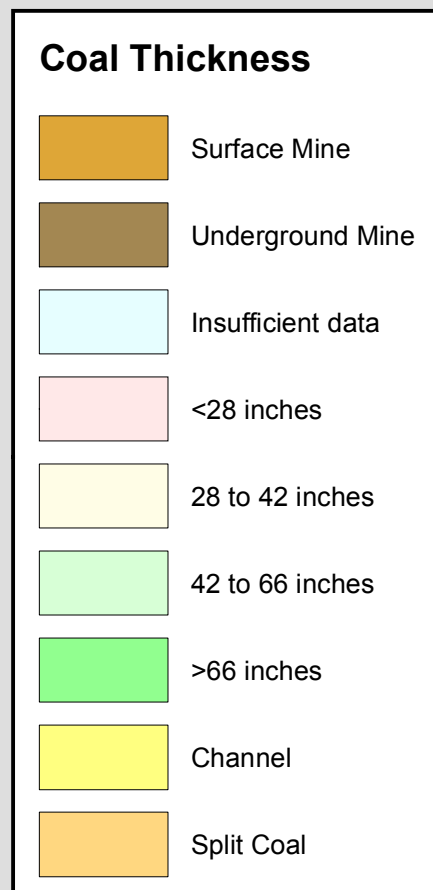 Coal Thickness
Surface Mine
Underground Mine
Insufficient data
<28 inches
28 to 42 inches
42 to 66 inches
>66 inches
Channel
Split Coal